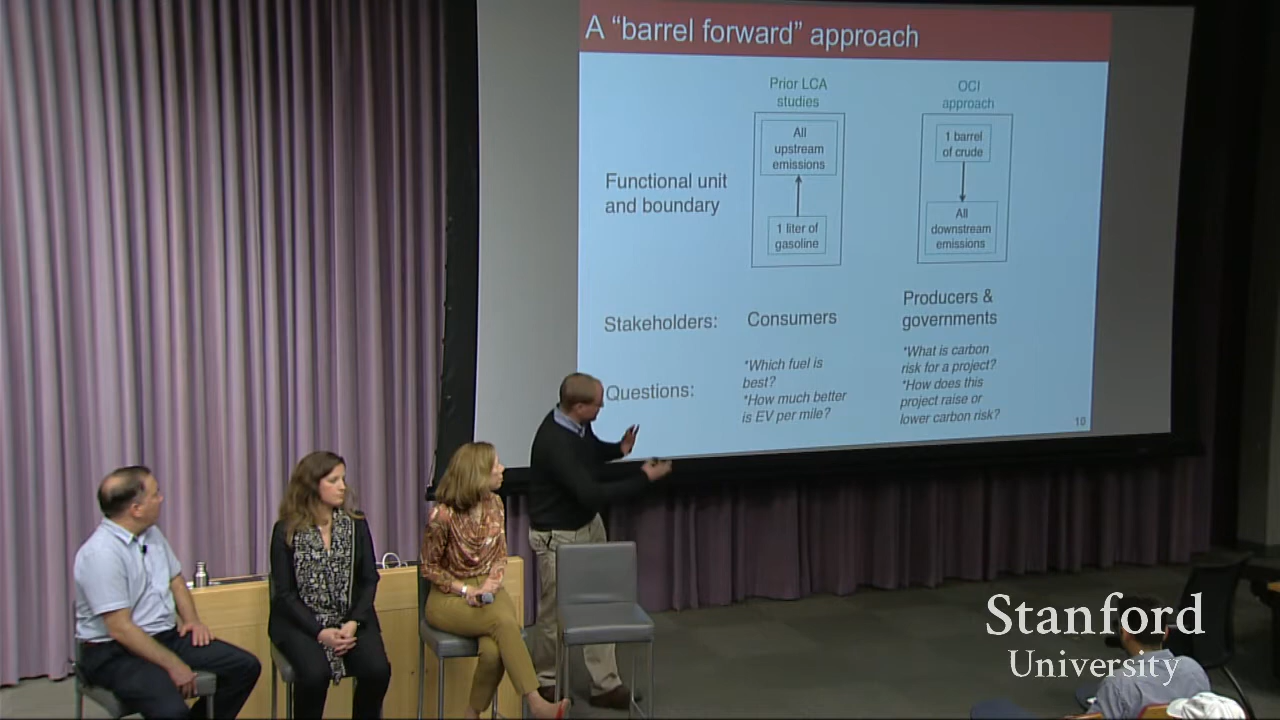 A “barrel forward” approach
Prior LCA
studies
OCI
approach
Functional unit
and boundary
All
upstream
emissions
1 liter of
gasoline
1 barrel
of crude
All
downstream
emissions
Stakeholders:
Consumers
Producers &
governments
Questions:
*Which fuel is
best?
*How much better
is EV per mile?
*What is carbon
risk for a project?
*How does this
project raise or
lower carbon risk?
10
Stanford
University